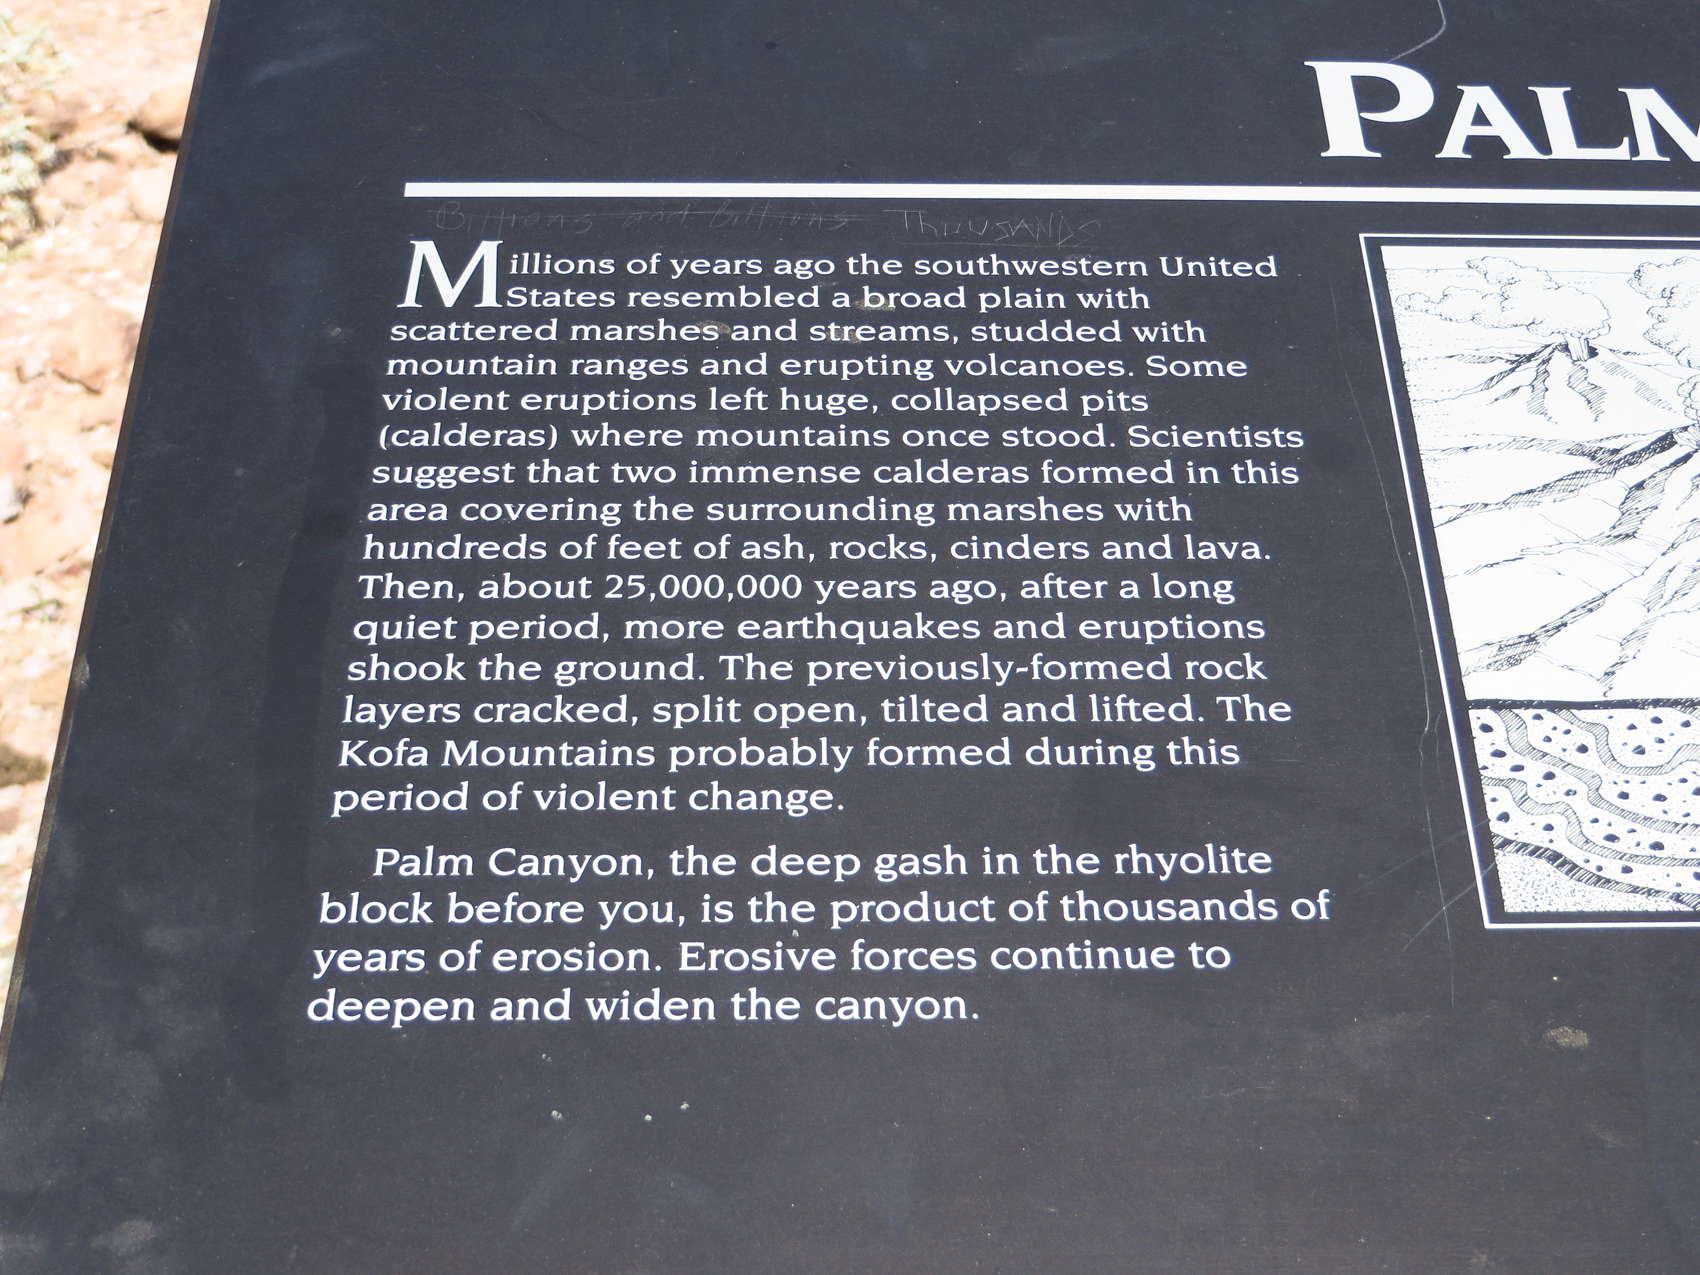 PALM
Billions and billions THOUSANDS
Millions of years ago the southwestern United
States resembled a broad plain with
scattered marshes and streams, studded with
mountain ranges and erupting volcanoes. Some
violent eruptions left huge, collapsed pits
(calderas) where mountains once stood. Scientists
suggest that two immense calderas formed in this
area covering the surrounding marshes with
hundreds of feet of ash, rocks, cinders and lava.
Then, about 25,000,000 years ago, after a long
quiet period, more earthquakes and eruptions
shook the ground. The previously-formed rock
layers cracked, split open, tilted and lifted. The
Kofa Mountains probably formed during this
period of violent change.
Palm Canyon, the deep gash in the rhyolite
block before you, is the product of thousands of
years of erosion. Erosive forces continue to
deepen and widen the canyon.